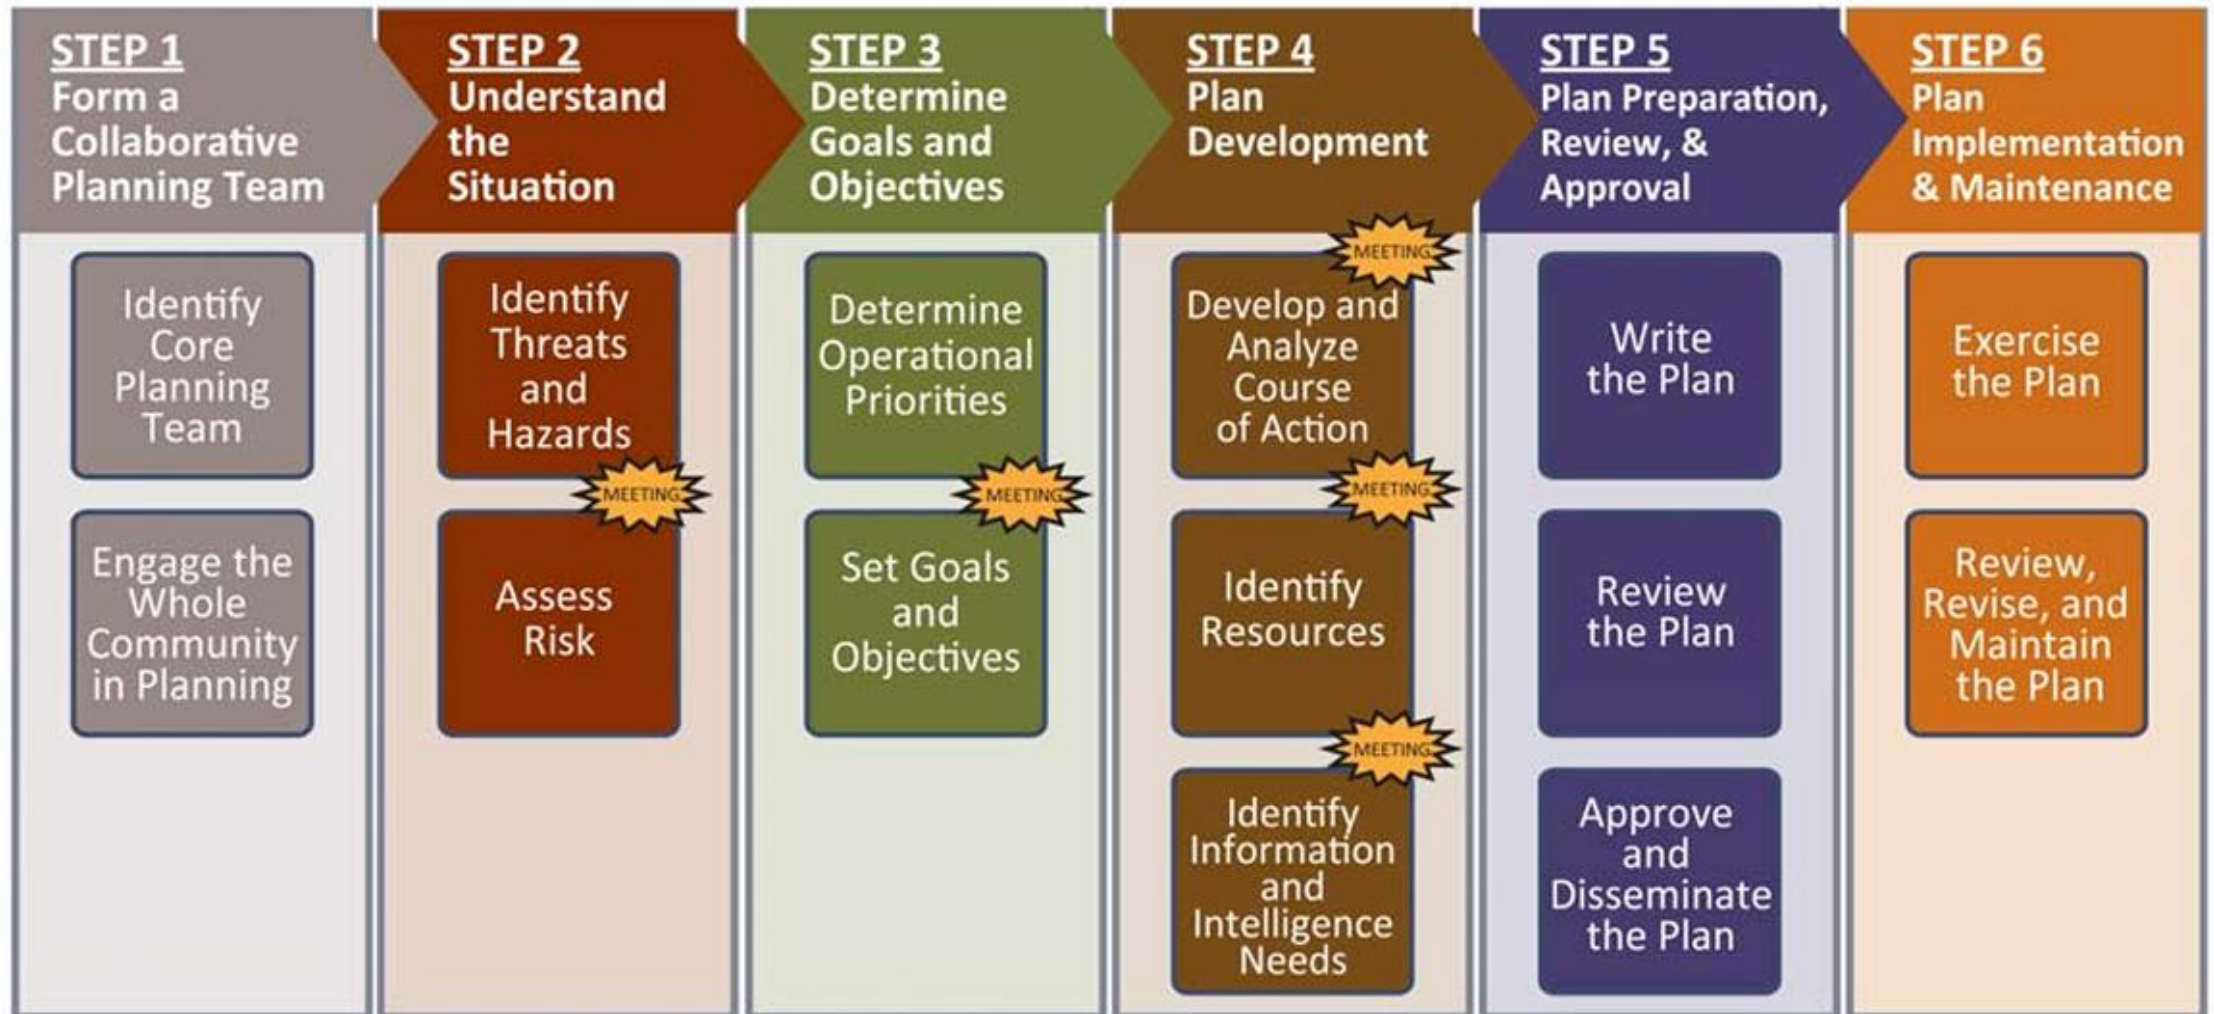 STEP 1
Form a
Collaborative
Planning Team
Identify
Core
Planning
Team
Engage the
Whole
Community
in Planning
STEP 2
Understand
the
Situation
Identify
Threats
and
Hazards
MEETING
Assess
Risk
STEP 3
Determine
Goals and
Objectives
Determine
Operational
Priorities
MEETING
Set Goals
and
Objectives
STEP 4
Plan
Development
MEETING
Develop and
Analyze
Course
of Action
MEETING
Identify
Resources
MEETING
Identify
Information
and
Intelligence
Needs
STEP 5
Plan Preparation,
Review, &
Approval
Write
the Plan
Review
the Plan
Approve
and
Disseminate
the Plan
STEP 6
Plan
Implementation
& Maintenance
Exercise
the Plan
Review,
Revise, and
Maintain
the Plan